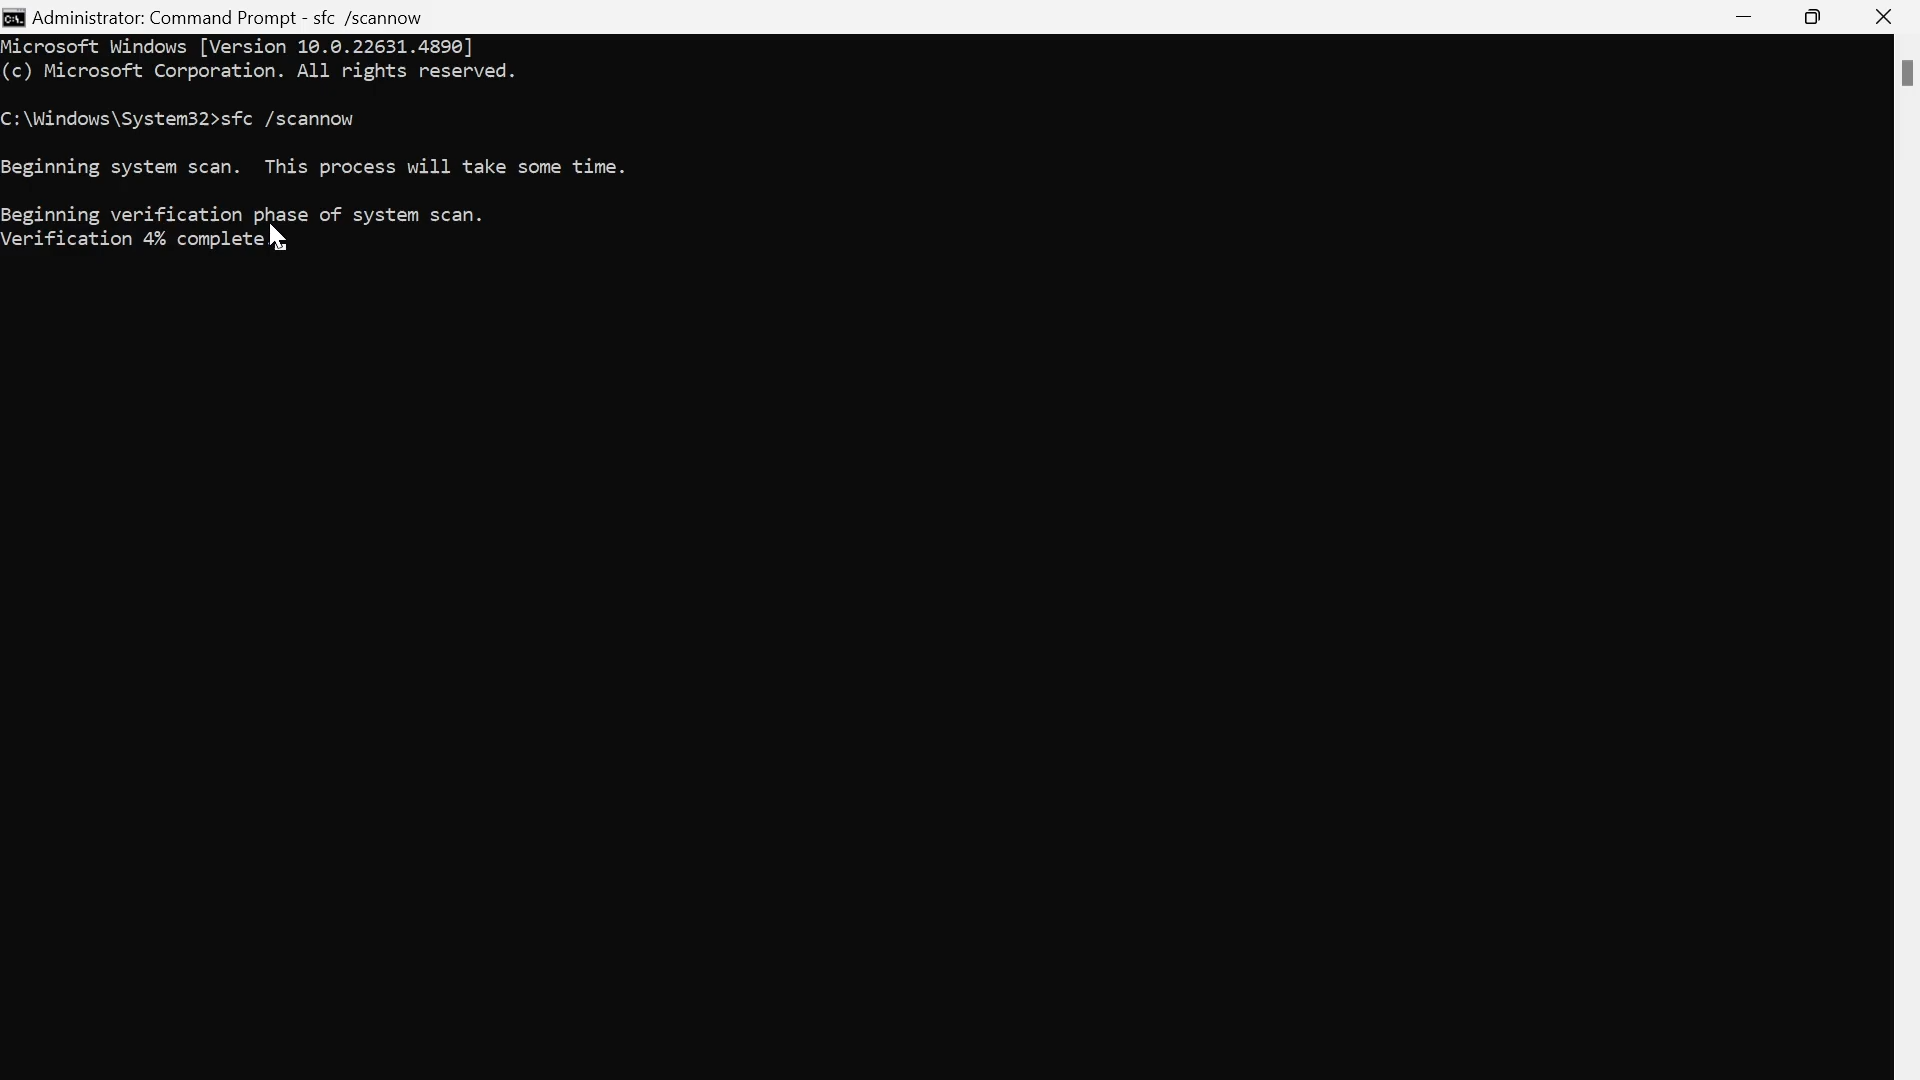 Administrator: Command Prompt - sfc /scannow
Microsoft Windows [Version 10.0.22631.4890]
(c) Microsoft Corporation. All rights reserved.
C:\Windows\System32>sfc /scannow
Beginning system scan.  This process will take some time.
Beginning verification phase of system scan.
Verification 4% complete